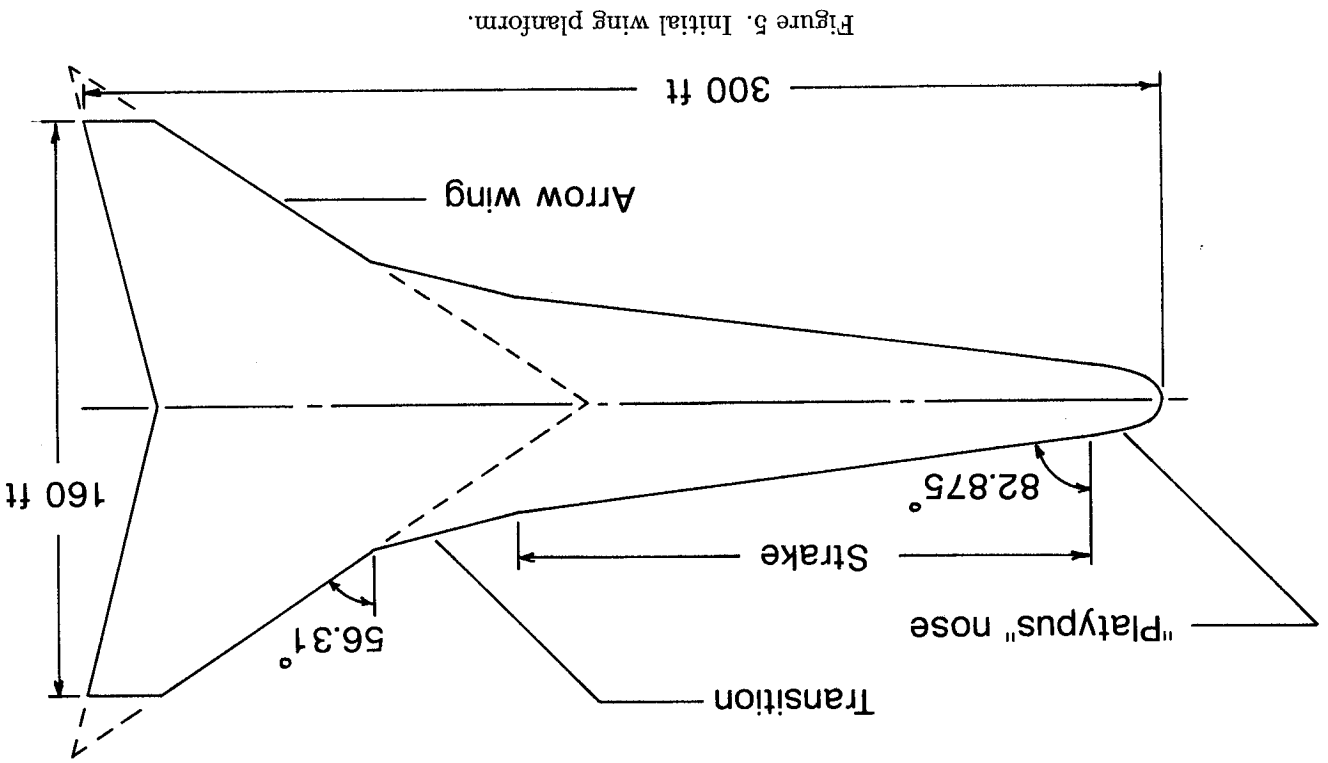 Transition
"Platypus" nose
56.31°
Strake
82.875°
160 ft
Arrow wing
300 ft
Figure 5. Initial wing planform.